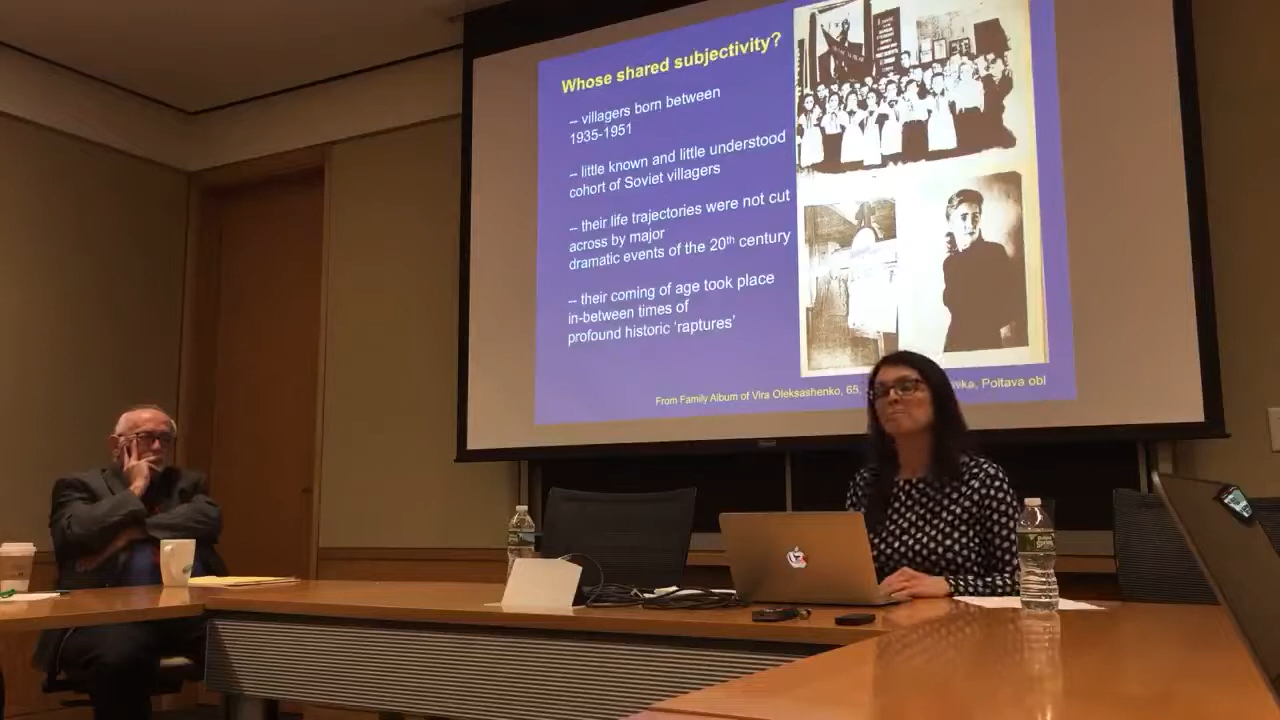 Whose shared subjectivity?
– villagers born between
1935-1951
– little known and little understood
cohort of Soviet villagers
– their life trajectories were not cut
across by major
dramatic events of the 20th century
– their coming of age took place
in-between times of
profound historic ‘raptures’
From Family Album of Vira Oleksashenko, 65, Poltava obl